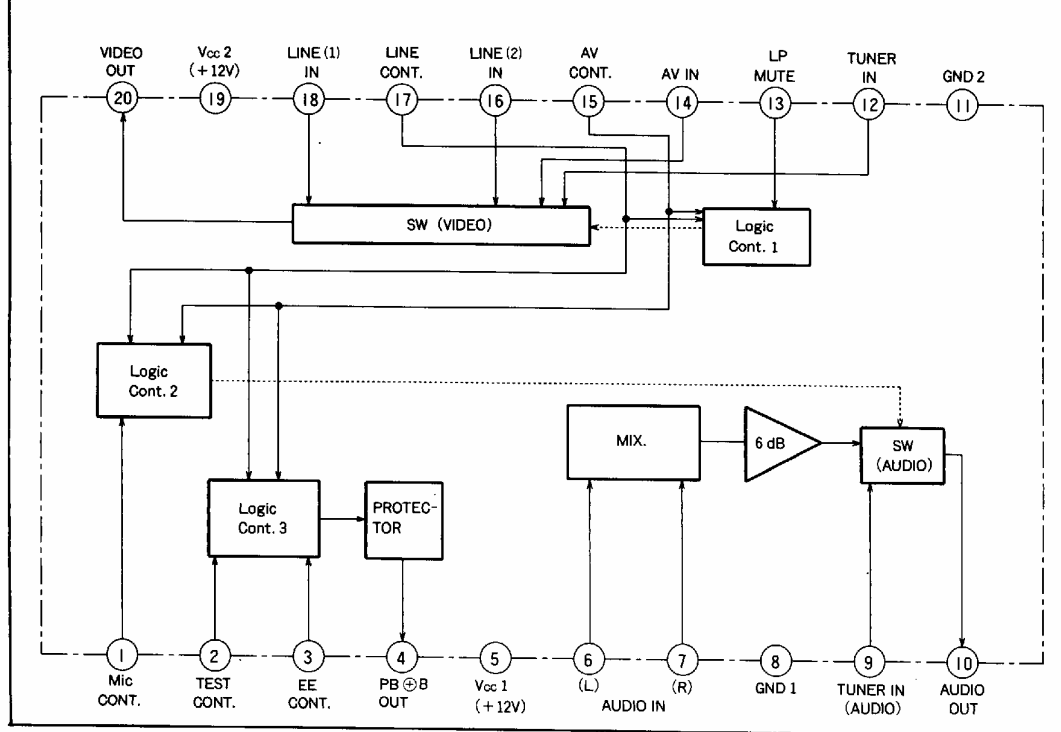 VIDEO
OUT
Vcc 2
(+12V)
LINE (1)
IN
LINE
CONT.
LINE (2)
IN
AV
CONT.
AV IN
LP
MUTE
TUNER
IN
GND 2
20
19
18
17
16
15
14
13
12
11
SW (VIDEO)
Logic
Cont. 1
Logic
Cont. 2
MIX.
6 dB
SW
(AUDIO)
Logic
Cont. 3
PROTEC-
TOR
1
2
3
4
5
6
7
8
9
10
Mic
CONT.
TEST
CONT.
EE
CONT.
PB ⊕B
OUT
Vcc 1
(+12V)
(L)
(R)
AUDIO IN
GND 1
TUNER IN
(AUDIO)
AUDIO
OUT